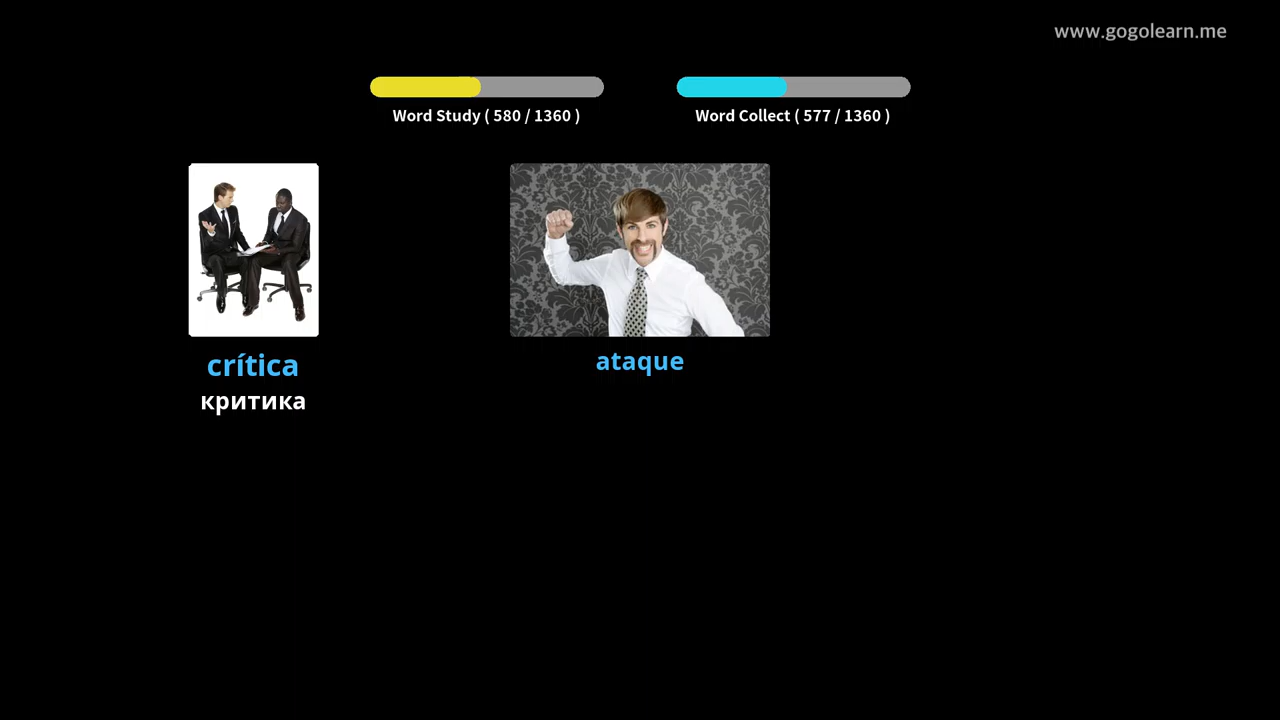 www.gogolearn.me
Word Study ( 580 / 1360 )
Word Collect ( 577 / 1360 )
crítica
критика
ataque